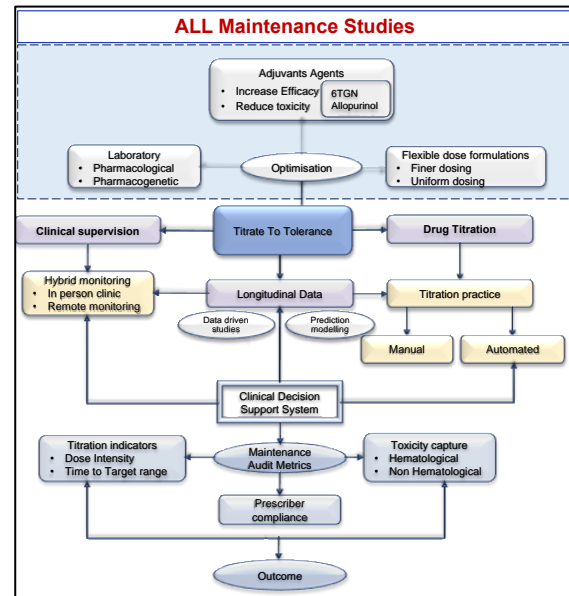 ALL Maintenance Studies
Adjuvants Agents
• Increase Efficacy
• Reduce toxicity
6TGN
Allopurinol
Laboratory
• Pharmacological
• Pharmacogenetic
Optimisation
Flexible dose formulations
• Finer dosing
• Uniform dosing
Clinical supervision
Titrate To Tolerance
Drug Titration
Hybrid monitoring
• In person clinic
• Remote monitoring
Longitudinal Data
Titration practice
Data driven
studies
Prediction
modelling
Manual
Automated
Clinical Decision
Support System
Titration indicators
• Dose Intensity
• Time to Target range
Maintenance
Audit Metrics
Toxicity capture
• Hematological
• Non Hematological
Prescriber
compliance
Outcome